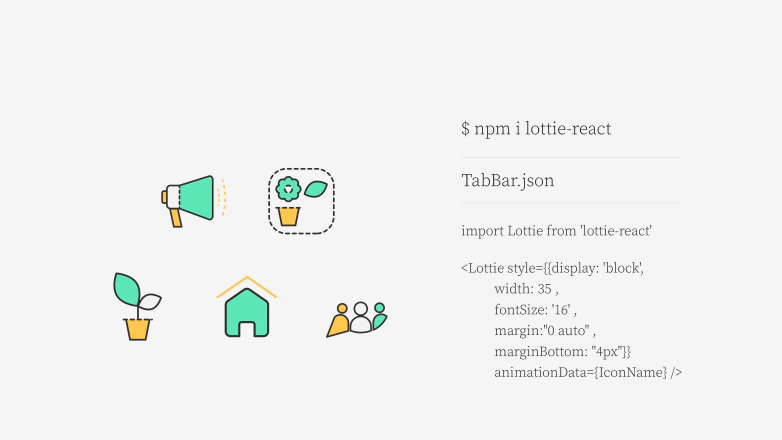 $ npm i lottie-react
TabBar.json
import Lottie from 'lottie-react'
<Lottie style={{display: 'block',
width: 35 ,
fontSize: '16' ,
margin:"0 auto" ,
marginBottom: "4px"}}
animationData={IconName} />